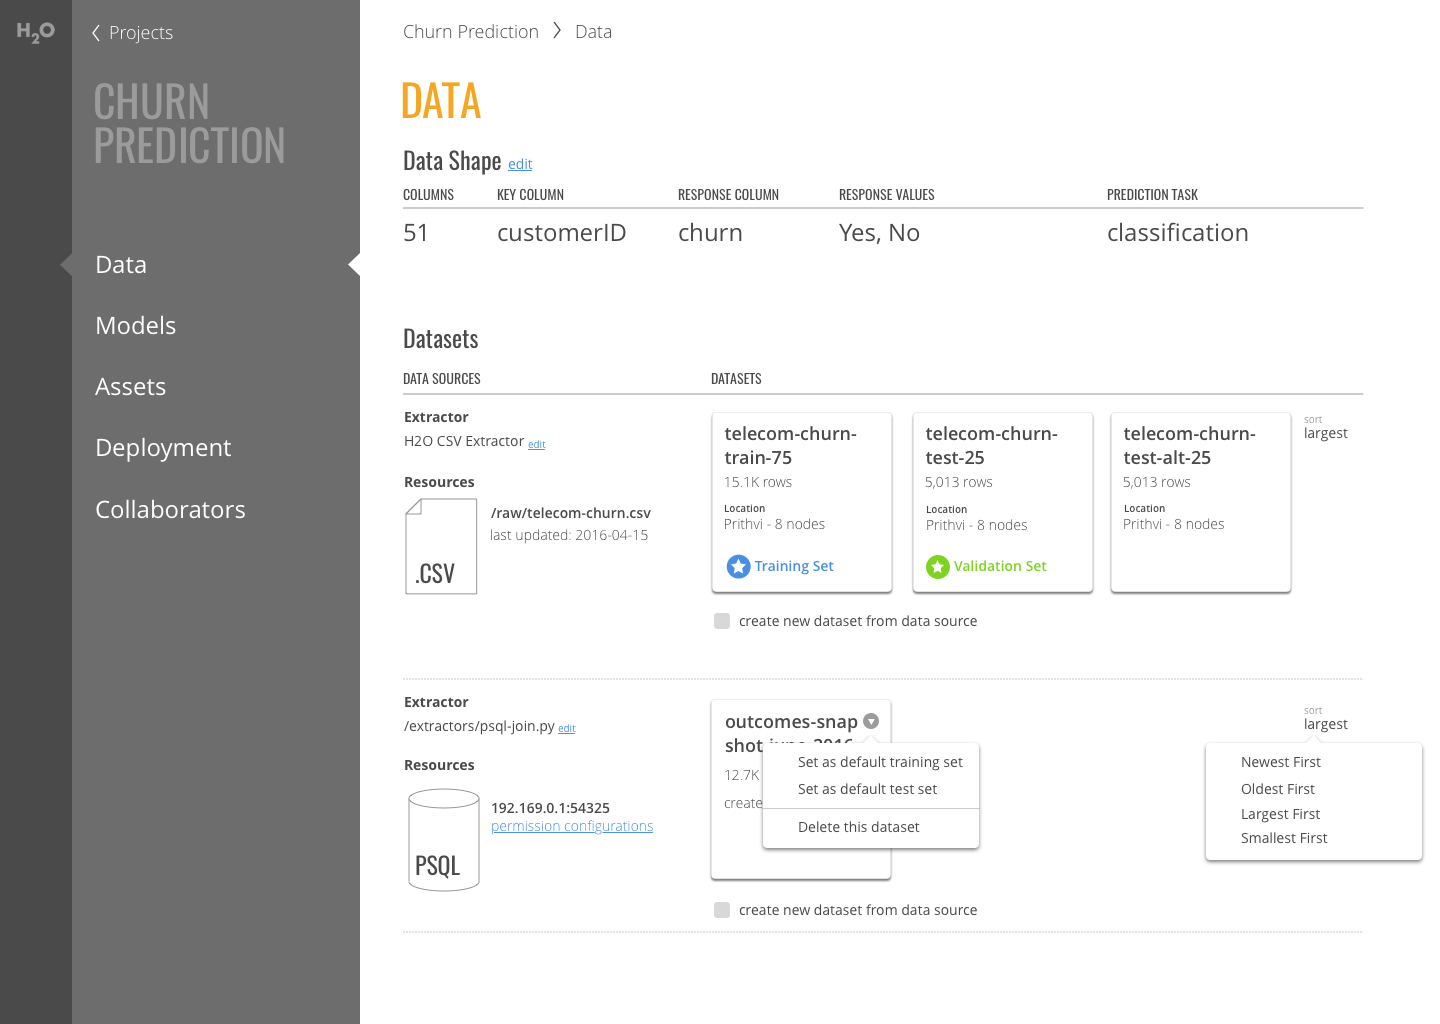 H2O
Projects
CHURN
PREDICTION
Data
Models
Assets
Deployment
Collaborators
Churn Prediction > Data
DATA
Data Shape edit
COLUMNS KEY COLUMN RESPONSE COLUMN RESPONSE VALUES PREDICTION TASK
51 customerID churn Yes, No classification
Datasets
DATA SOURCES DATASETS
Extractor
H2O CSV Extractor edit
Resources
.CSV
/raw/telecom-churn.csv
last updated: 2016-04-15
telecom-churn-
train-75
15.1K rows
Location
Prithvi - 8 nodes
Training Set
telecom-churn-
test-25
5,013 rows
Location
Prithvi - 8 nodes
Validation Set
telecom-churn-
test-alt-25
5,013 rows
Location
Prithvi - 8 nodes
sort
largest
create new dataset from data source
Extractor
/extractors/psql-join.py edit
Resources
PSQL
192.169.0.1:54325
permission configurations
outcomes-snap
shot-june-2016
12.7K
create
Set as default training set
Set as default test set
Delete this dataset
sort
largest
Newest First
Oldest First
Largest First
Smallest First
create new dataset from data source